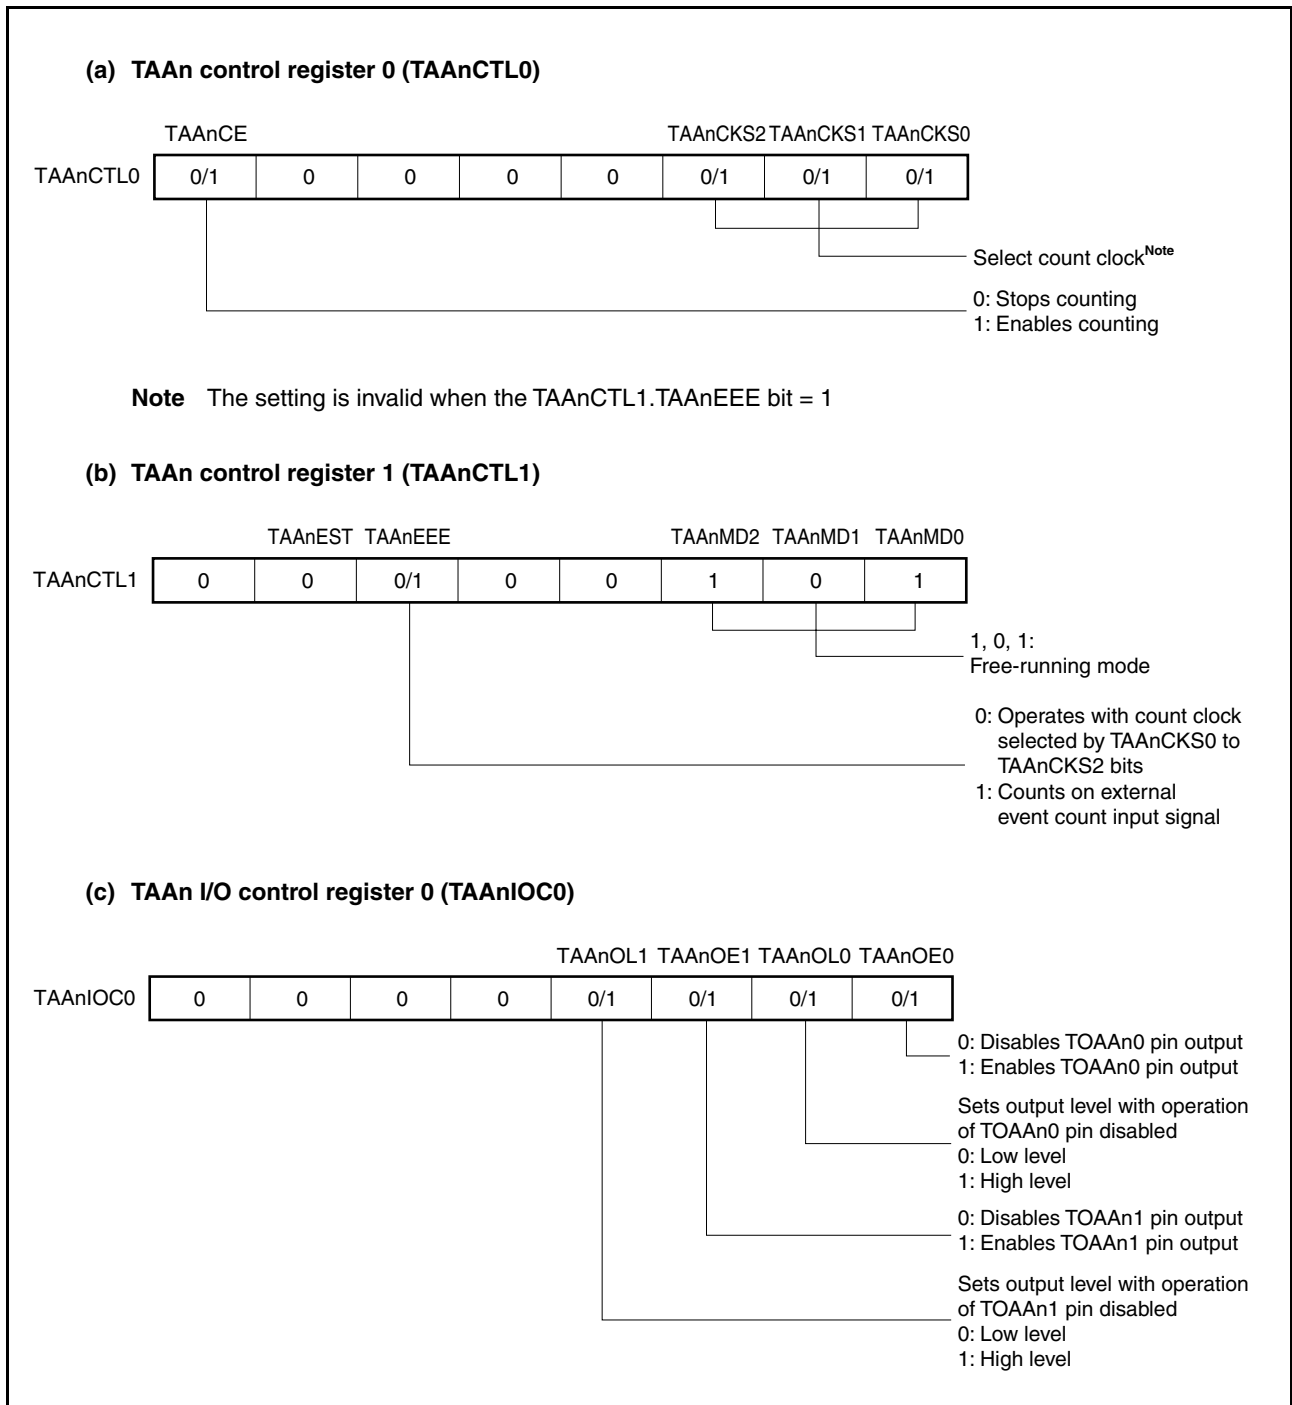 (a) TAAn control register 0 (TAAnCTL0)
TAAnCE TAAnCKS2 TAAnCKS1 TAAnCKS0
TAAnCTL0 0/1 0 0 0 0 0/1 0/1 0/1
Select count clockNote
0: Stops counting
1: Enables counting
Note The setting is invalid when the TAAnCTL1.TAAnEEE bit = 1
(b) TAAn control register 1 (TAAnCTL1)
TAAnEST TAAnEEE TAAnMD2 TAAnMD1 TAAnMD0
TAAnCTL1 0 0 0/1 0 0 1 0 1
1, 0, 1:
Free-running mode
0: Operates with count clock
selected by TAAnCKS0 to
TAAnCKS2 bits
1: Counts on external
event count input signal
(c) TAAn I/O control register 0 (TAAnIOC0)
TAAnOL1 TAAnOE1 TAAnOL0 TAAnOE0
TAAnIOC0 0 0 0 0 0/1 0/1 0/1 0/1
0: Disables TOAAn0 pin output
1: Enables TOAAn0 pin output
Sets output level with operation
of TOAAn0 pin disabled
0: Low level
1: High level
0: Disables TOAAn1 pin output
1: Enables TOAAn1 pin output
Sets output level with operation
of TOAAn1 pin disabled
0: Low level
1: High level